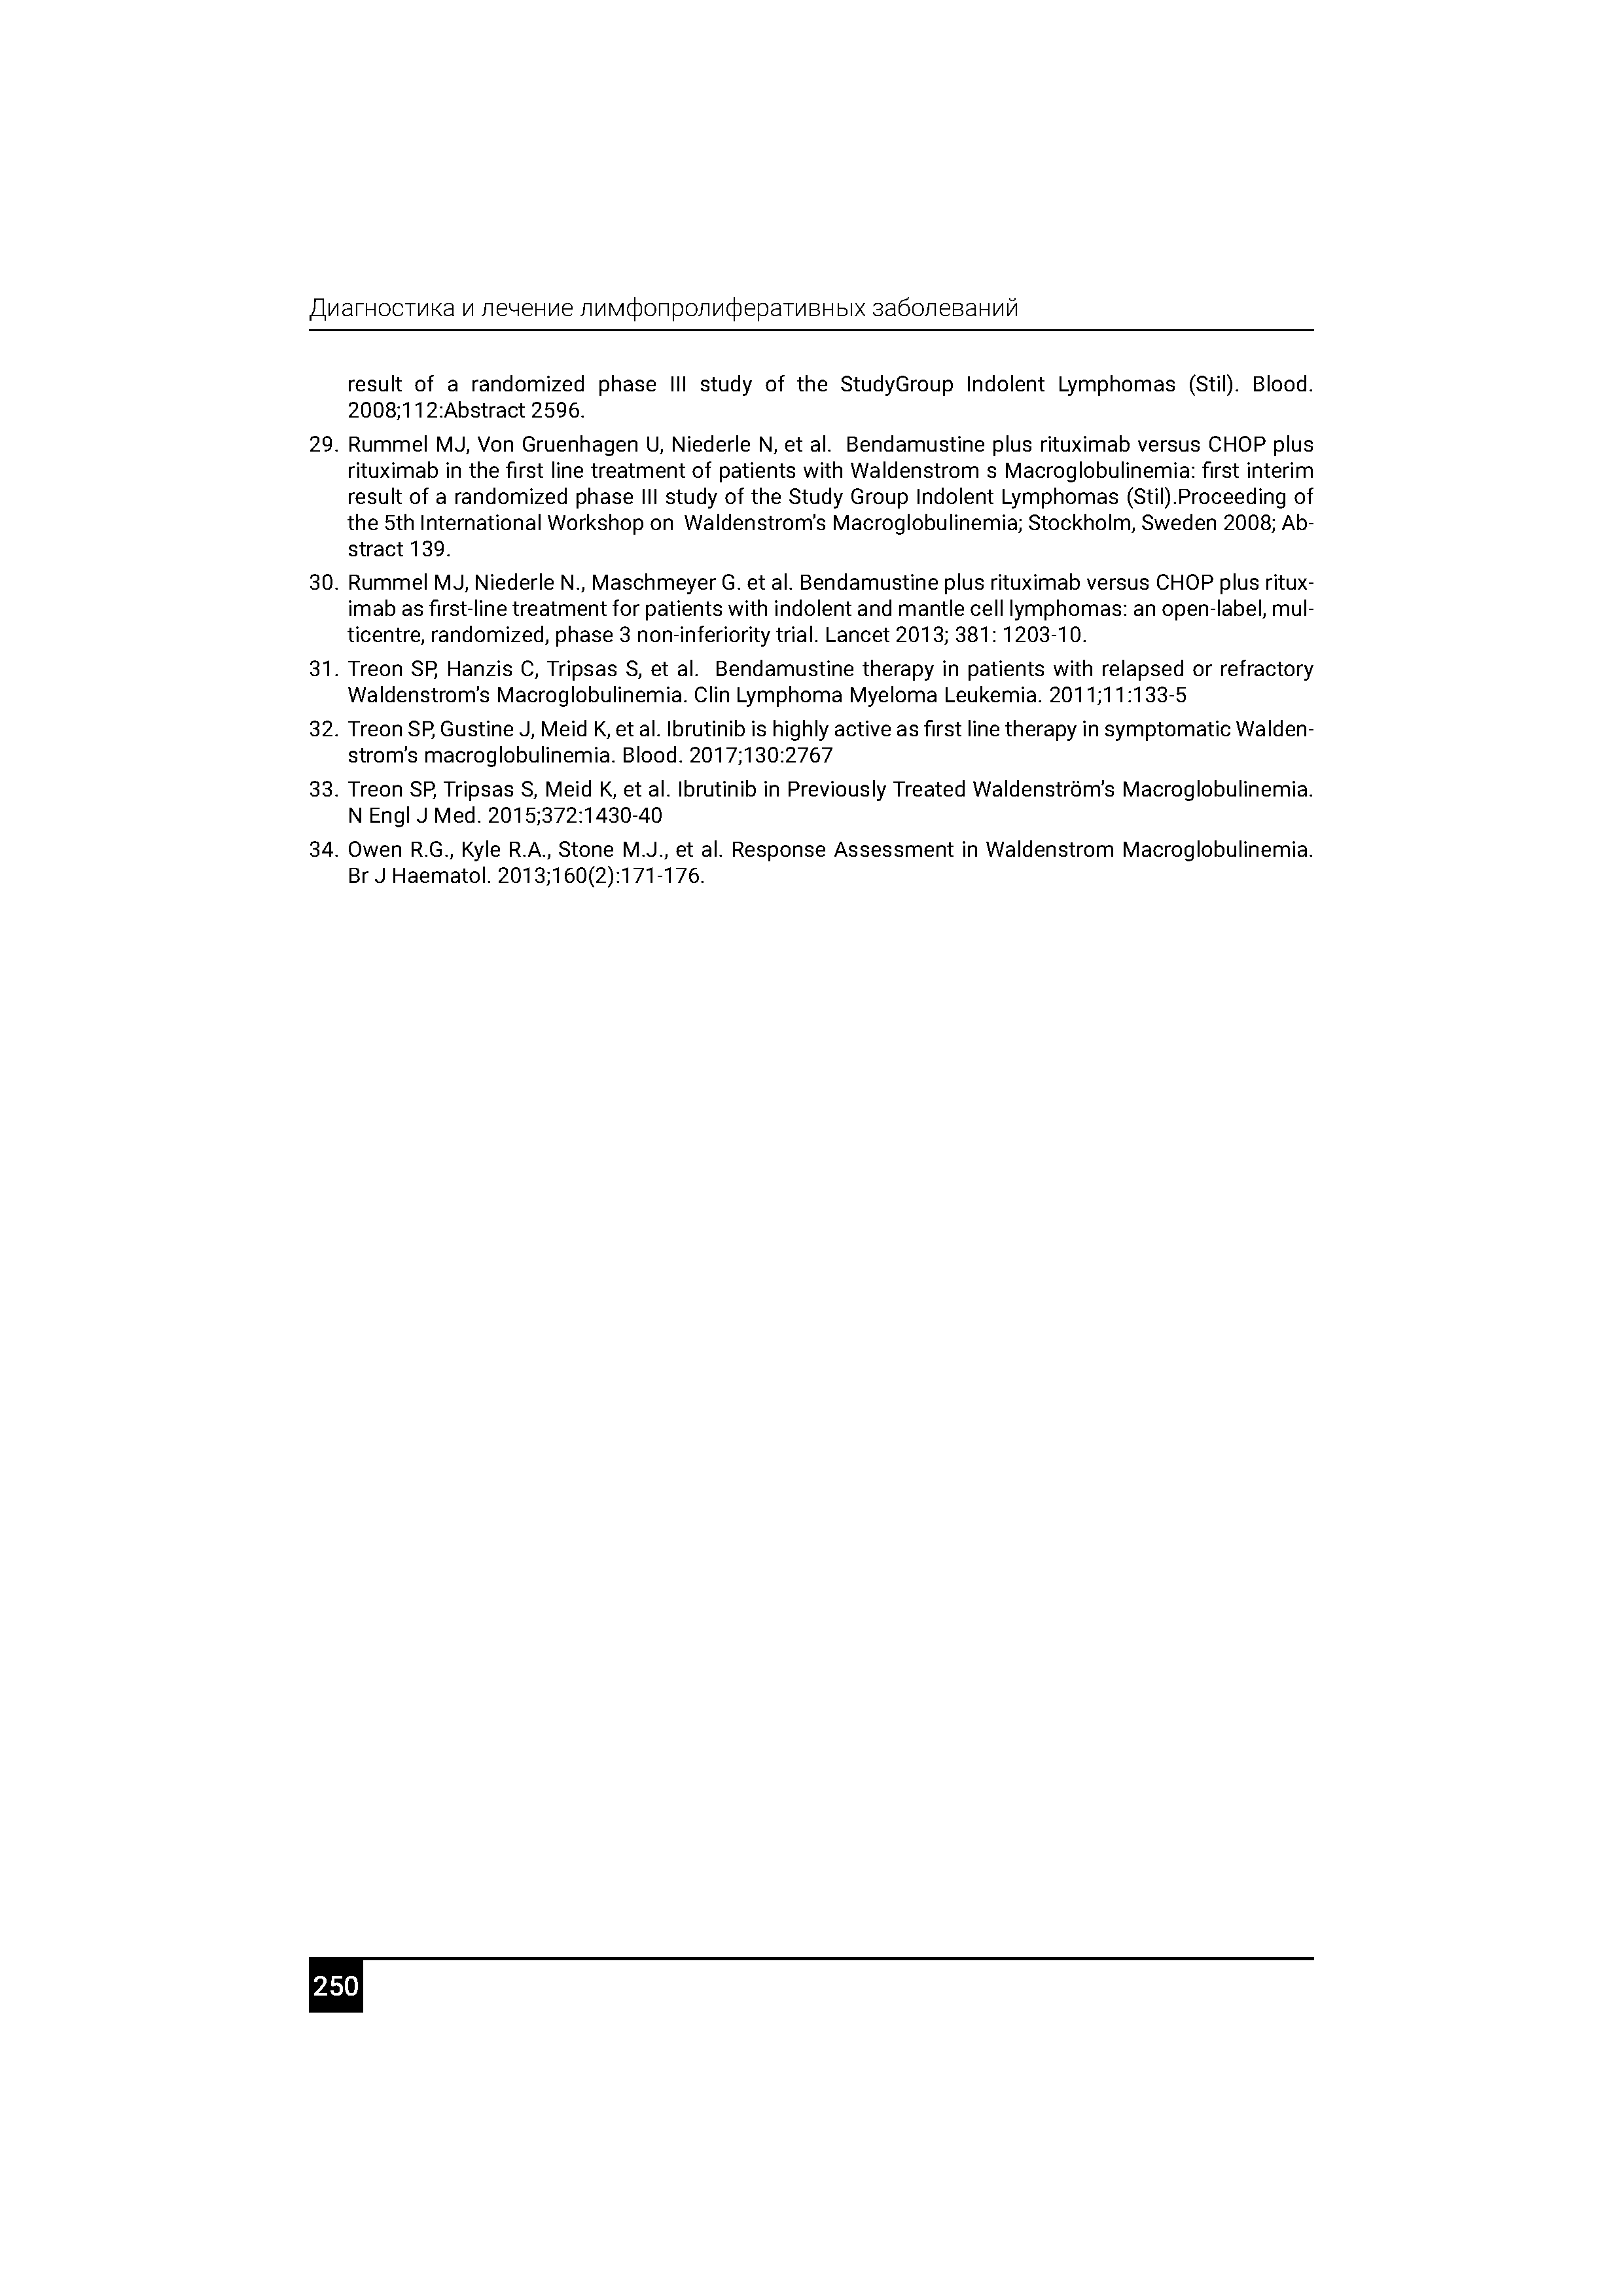 Диагностика и лечение лимфопролиферативных заболеваний
result of a randomized phase III study of the StudyGroup Indolent Lymphomas (Stil). Blood.
2008;112:Abstract 2596.
29. Rummel MJ, Von Gruenhagen U, Niederle N, et al. Bendamustine plus rituximab versus CHOP plus
rituximab in the first line treatment of patients with Waldenstrom s Macroglobulinemia: first interim
result of a randomized phase III study of the Study Group Indolent Lymphomas (Stil).Proceeding of
the 5th International Workshop on Waldenstrom’s Macroglobulinemia; Stockholm, Sweden 2008; Ab-
stract 139.
30. Rummel MJ, Niederle N., Maschmeyer G. et al. Bendamustine plus rituximab versus CHOP plus ritux-
imab as first-line treatment for patients with indolent and mantle cell lymphomas: an open-label, mul-
ticentre, randomized, phase 3 non-inferiority trial. Lancet 2013; 381: 1203-10.
31. Treon SP, Hanzis C, Tripsas S, et al. Bendamustine therapy in patients with relapsed or refractory
Waldenstrom’s Macroglobulinemia. Clin Lymphoma Myeloma Leukemia. 2011;11:133-5
32. Treon SP, Gustine J, Meid K, et al. Ibrutinib is highly active as first line therapy in symptomatic Walden-
strom’s macroglobulinemia. Blood. 2017;130:2767
33. Treon SP, Tripsas S, Meid K, et al. Ibrutinib in Previously Treated Waldenström’s Macroglobulinemia.
N Engl J Med. 2015;372:1430-40
34. Owen R.G., Kyle R.A., Stone M.J., et al. Response Assessment in Waldenstrom Macroglobulinemia.
Br J Haematol. 2013;160(2):171-176.
250